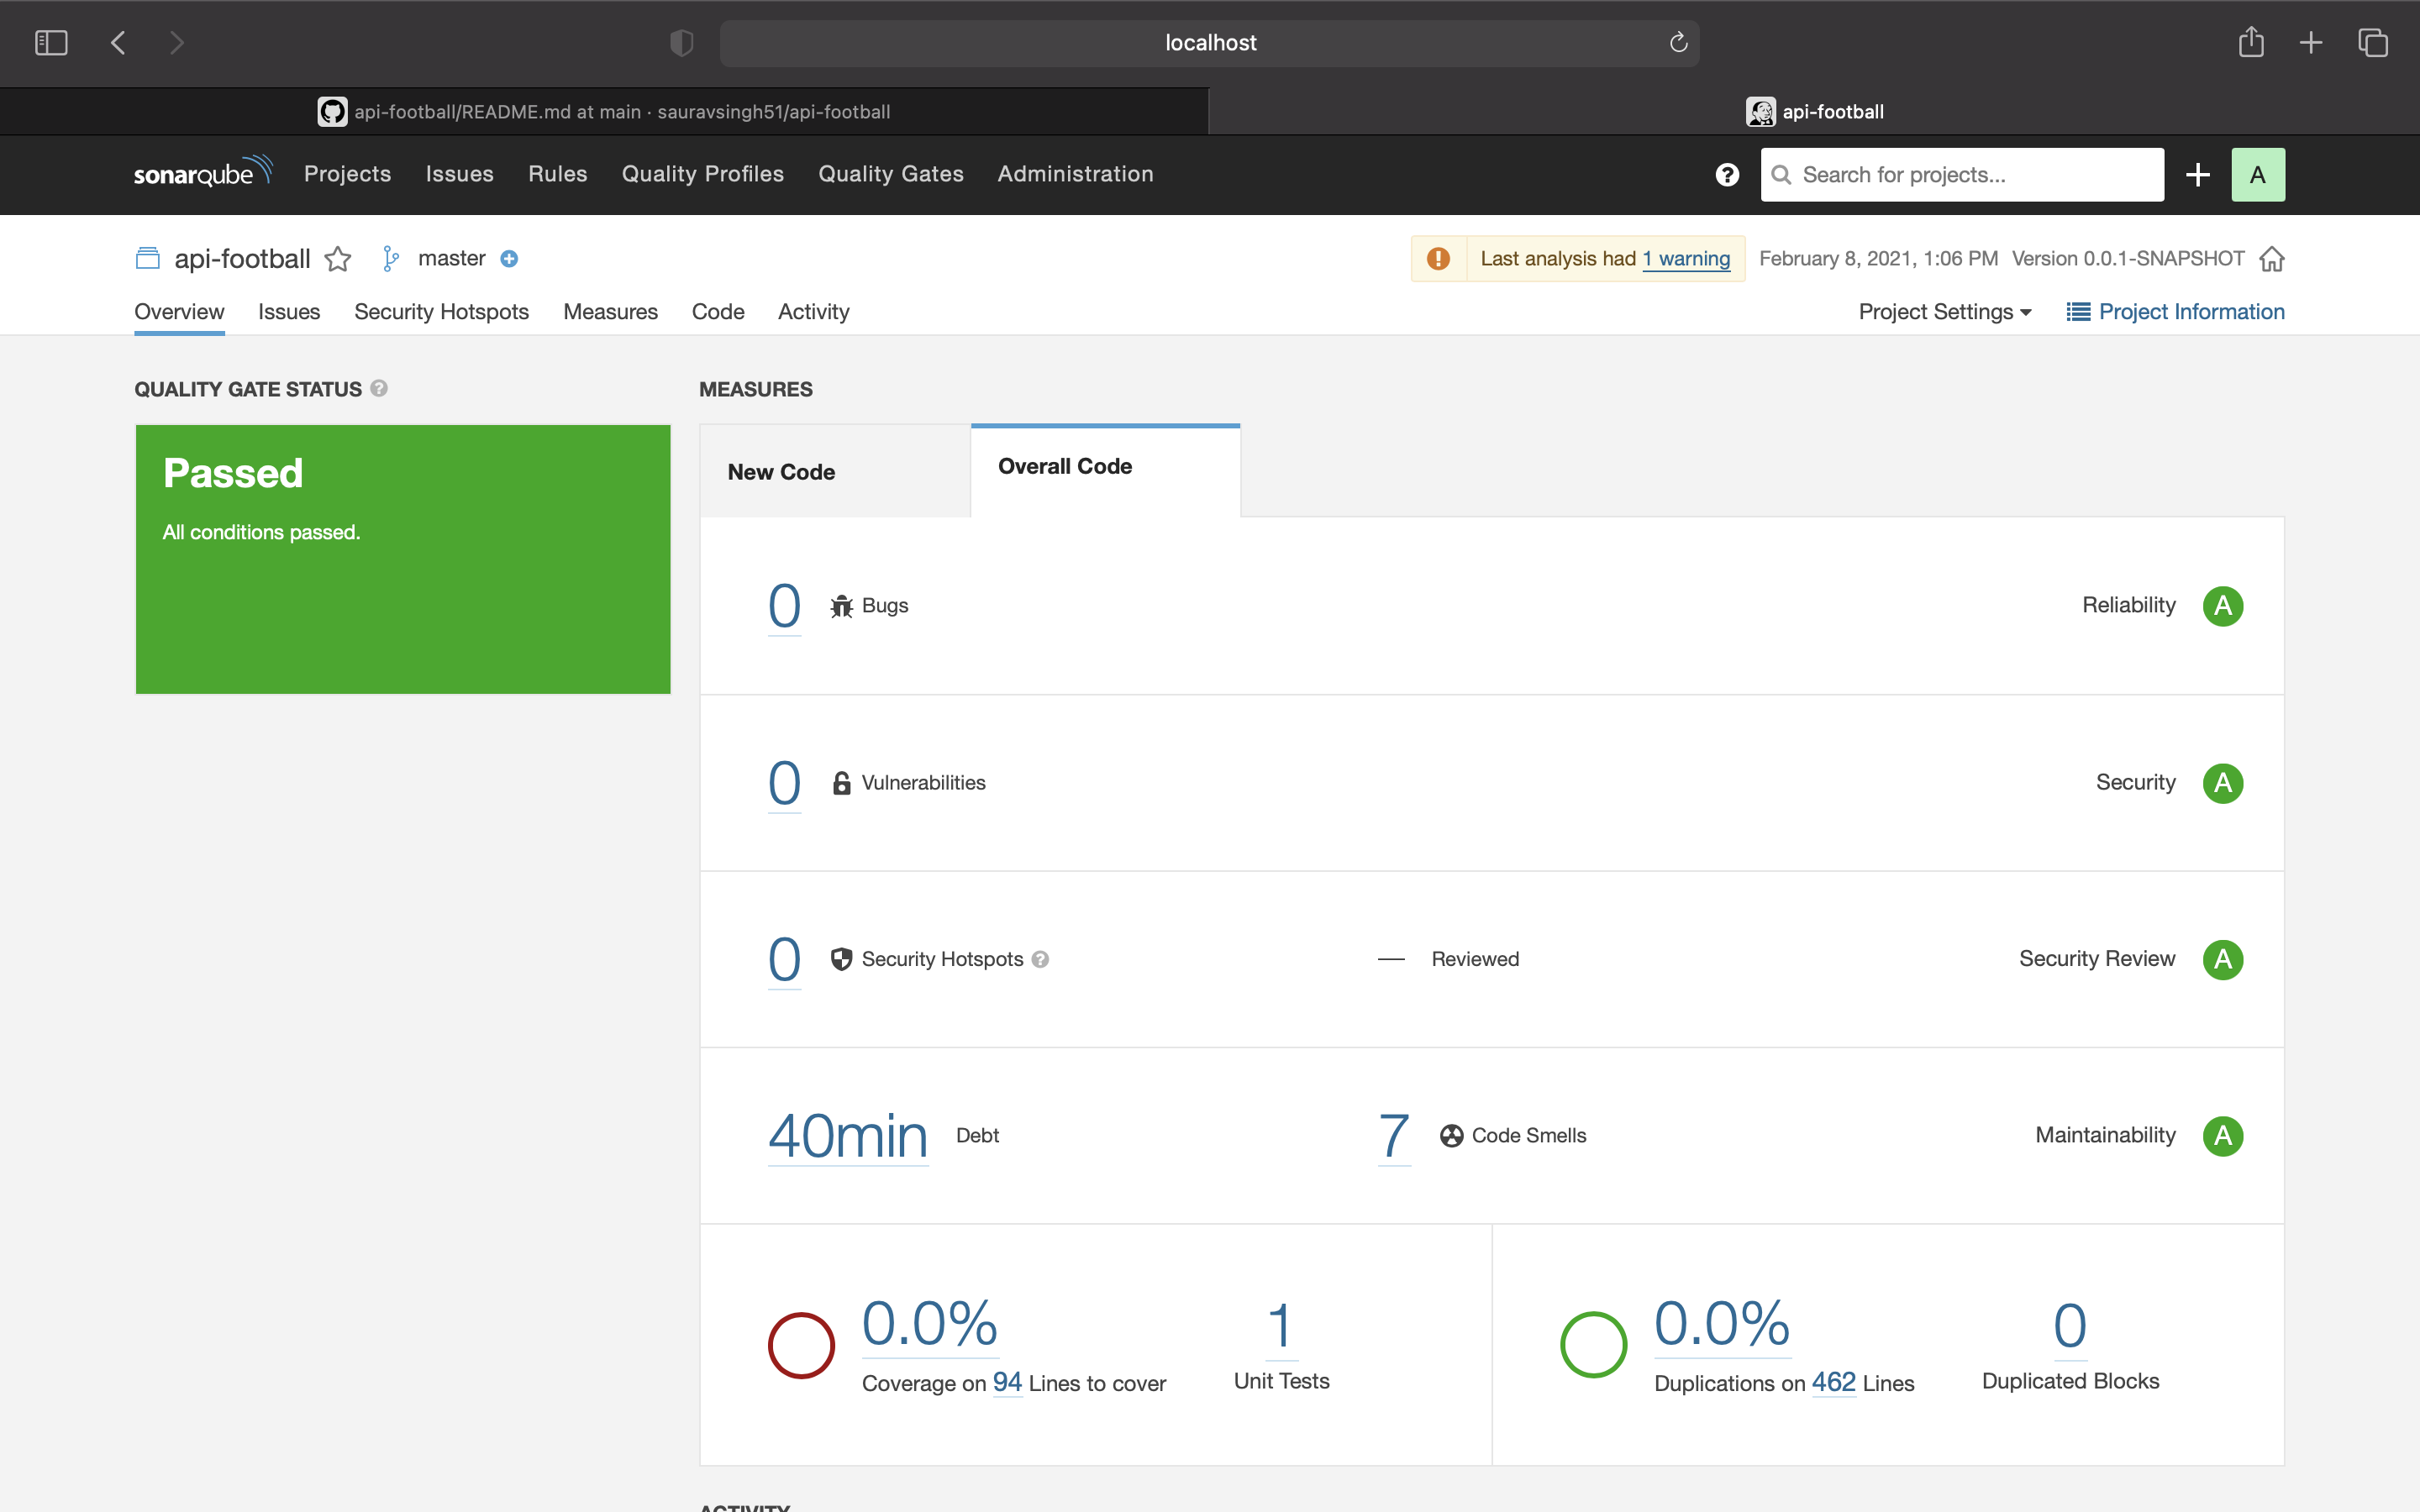 localhost
api-football/README.md at main · sauravsingh51/api-football
api-football
sonarqube Projects Issues Rules Quality Profiles Quality Gates Administration
Search for projects...
A
api-football master
Last analysis had 1 warning February 8, 2021, 1:06 PM Version 0.0.1-SNAPSHOT
Overview Issues Security Hotspots Measures Code Activity
Project Settings Project Information
QUALITY GATE STATUS
MEASURES
Passed
All conditions passed.
New Code
Overall Code
0 Bugs Reliability A
0 Vulnerabilities Security A
0 Security Hotspots — Reviewed Security Review A
40min Debt 7 Code Smells Maintainability A
0.0% 1
Coverage on 94 Lines to cover Unit Tests
0.0% 0
Duplications on 462 Lines Duplicated Blocks
ACTIVITY